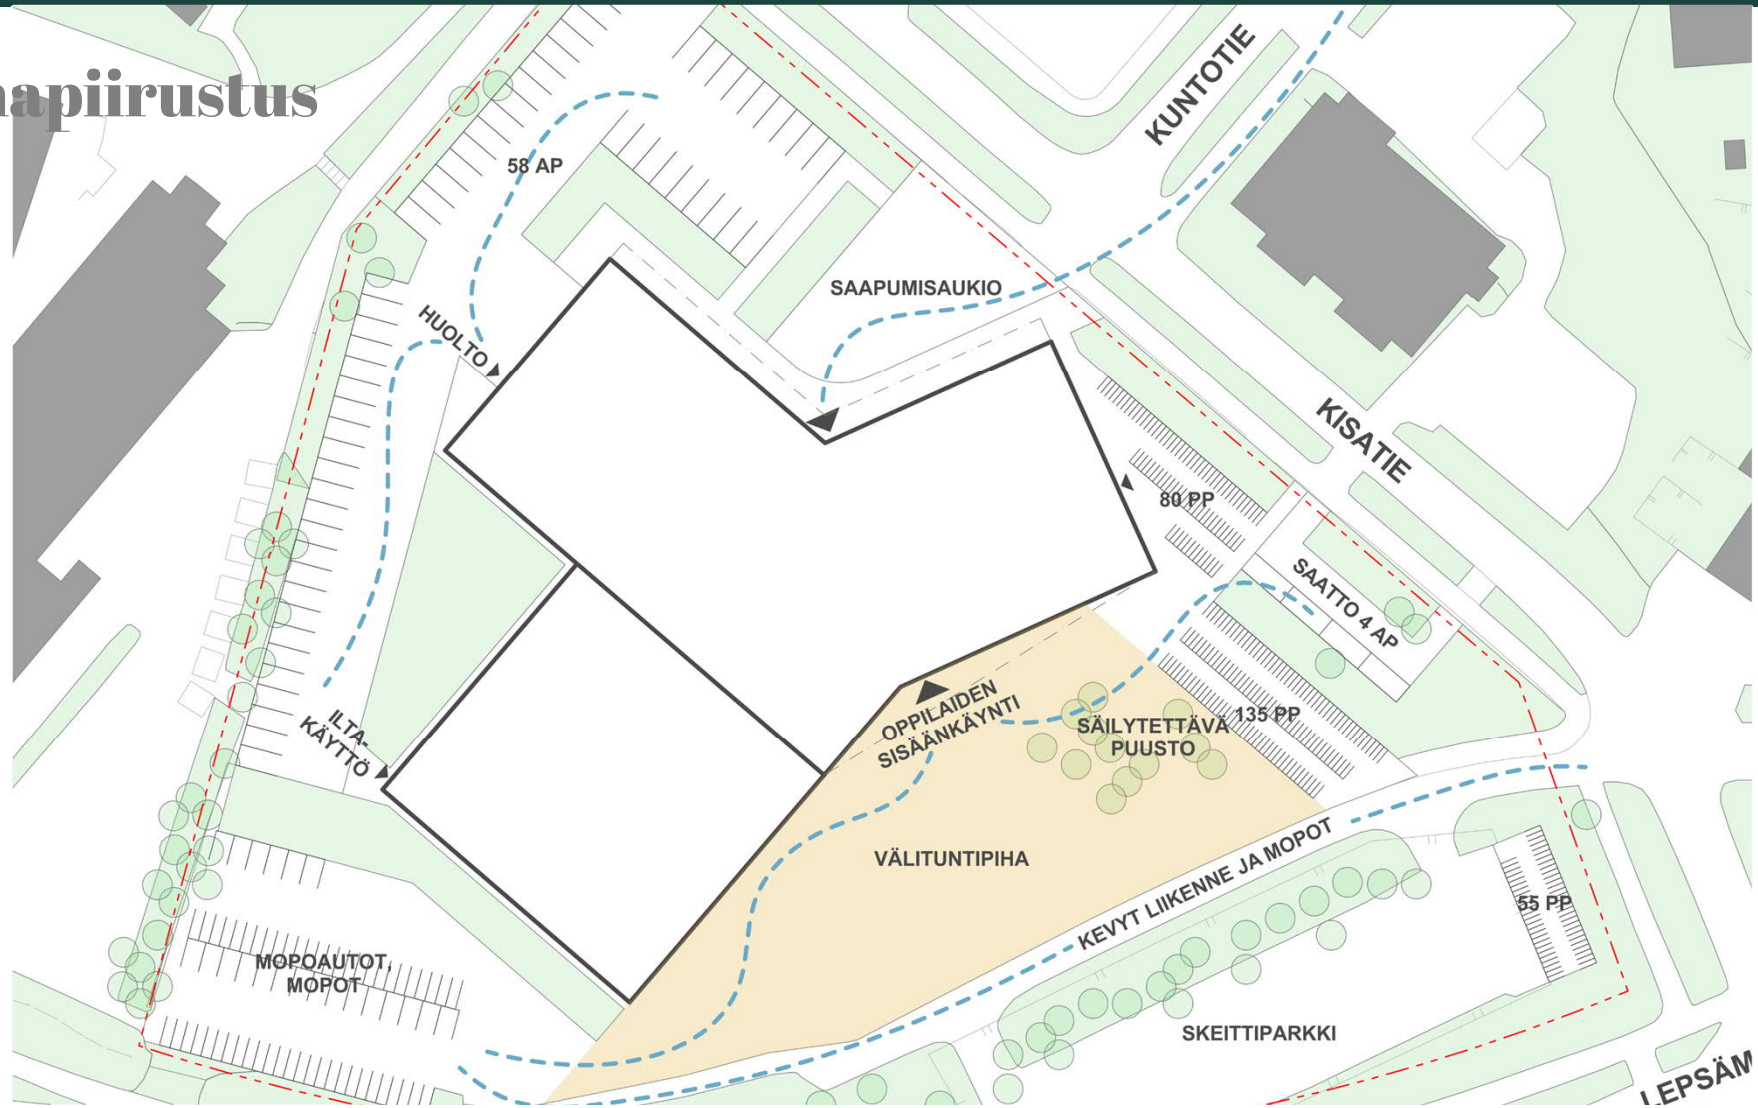 apiirustus
KUNTOTIE
58 AP
SAAPUMISAUKIO
HUOLTO
KISATIE
80 PP
SAATTO 4 AP
OPPILAIDEN
SISÄÄNKÄYNTI
SÄILYTETTÄVÄ
PUUSTO
135 PP
ILTA-
KÄYTTÖ
VÄLITUNTIPIHA
KEVYT LIIKENNE JA MOPOT
55 PP
MOPOAUTOT,
MOPOT
SKEITTIPARKKI
LEPSÄM